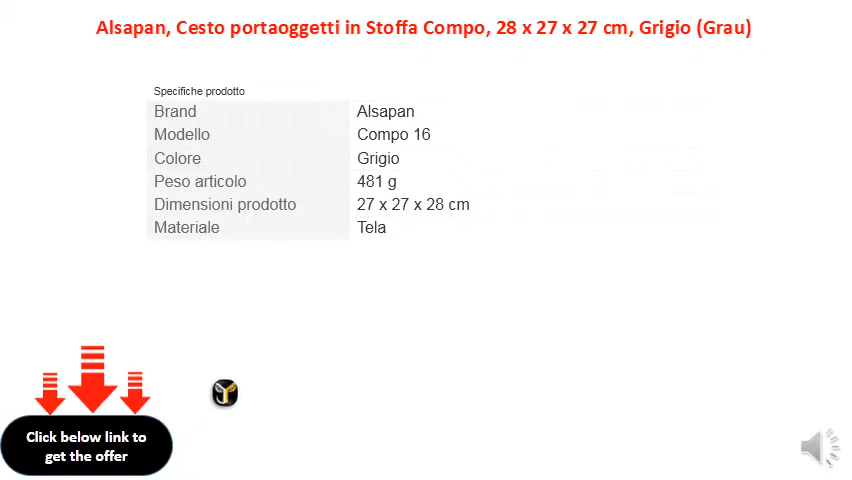 Alsapan, Cesto portaoggetti in Stoffa Compo, 28 x 27 x 27 cm, Grigio (Grau)
Specifiche prodotto
Brand Alsapan
Modello Compo 16
Colore Grigio
Peso articolo 481 g
Dimensioni prodotto 27 x 27 x 28 cm
Materiale Tela
Click below link to
get the offer